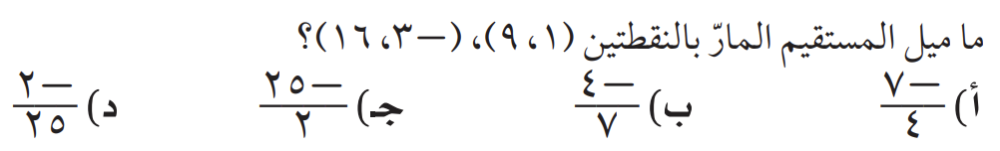 ما ميل المستقيم المارّ بالنقطتين (١، ٩)، (−٣، ١٦)؟
أ) −٧/٤ ب) −٤/٧ جـ) −٢٥/٢ د) −٢/٢٥